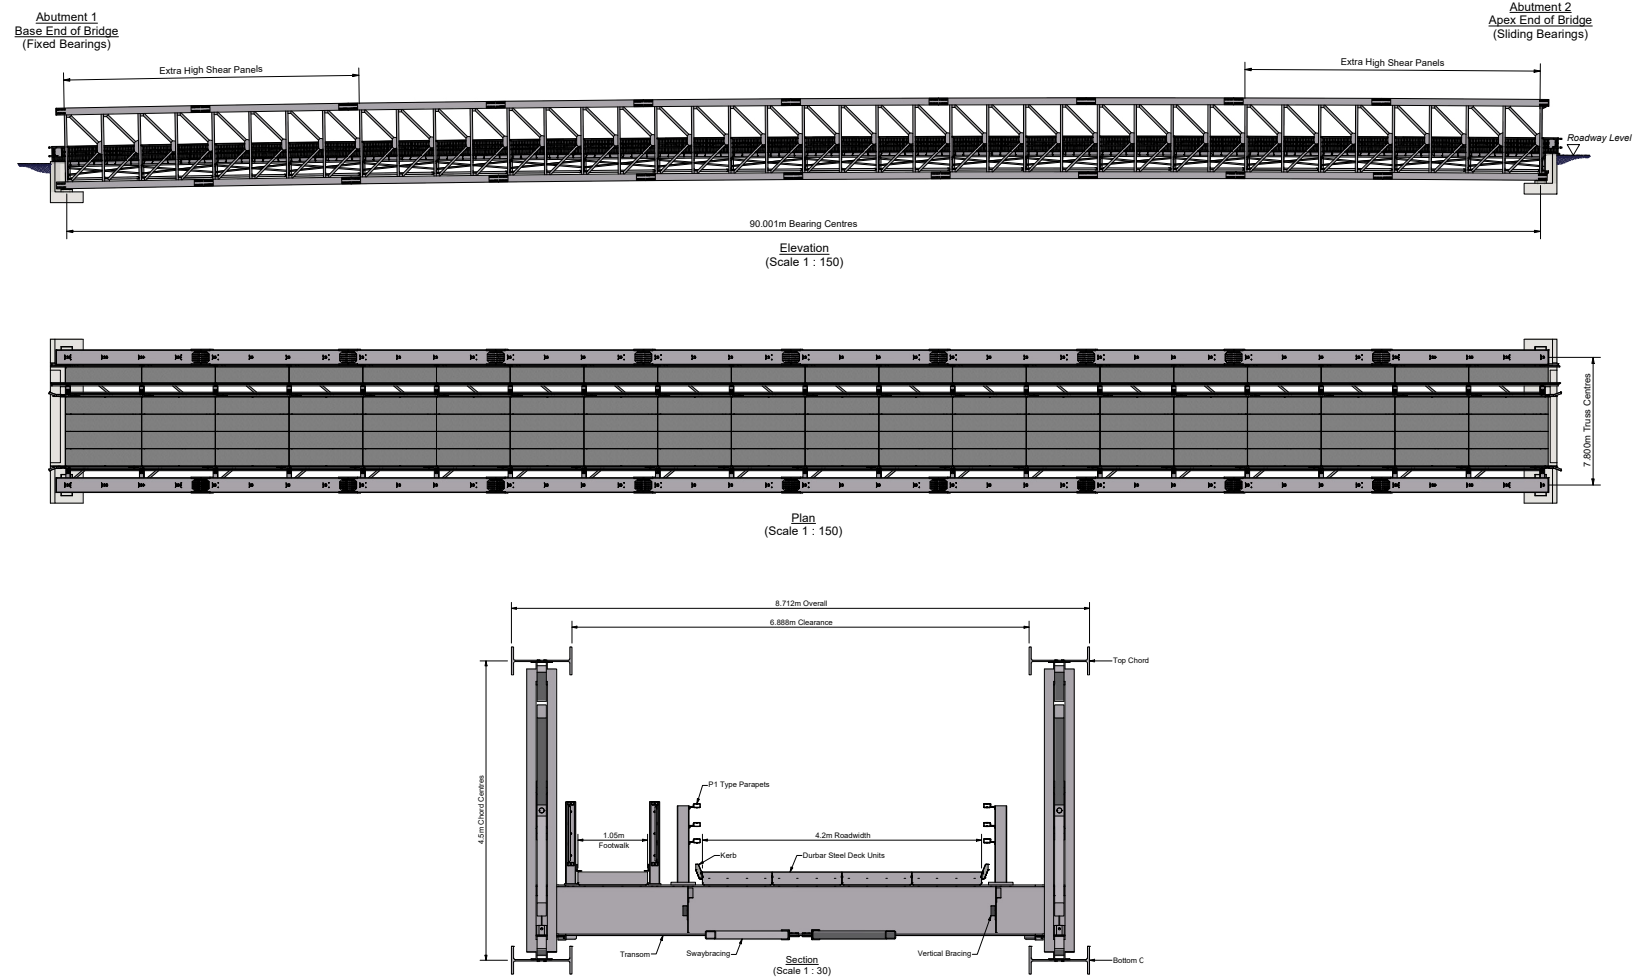 Abutment 1
Base End of Bridge
(Fixed Bearings)
Abutment 2
Apex End of Bridge
(Sliding Bearings)
Extra High Shear Panels
Extra High Shear Panels
Roadway Level
90.001m Bearing Centres
Elevation
(Scale 1 : 150)
7.800m Truss Centres
Plan
(Scale 1 : 150)
8.712m Overall
6.888m Clearance
Top Chord
4.5m Chord Centres
P1 Type Parapets
1.05m
Footwalk
4.2m Roadwidth
Kerb
Durbar Steel Deck Units
Transom
Swaybracing
Vertical Bracing
Bottom C
Section
(Scale 1 : 30)